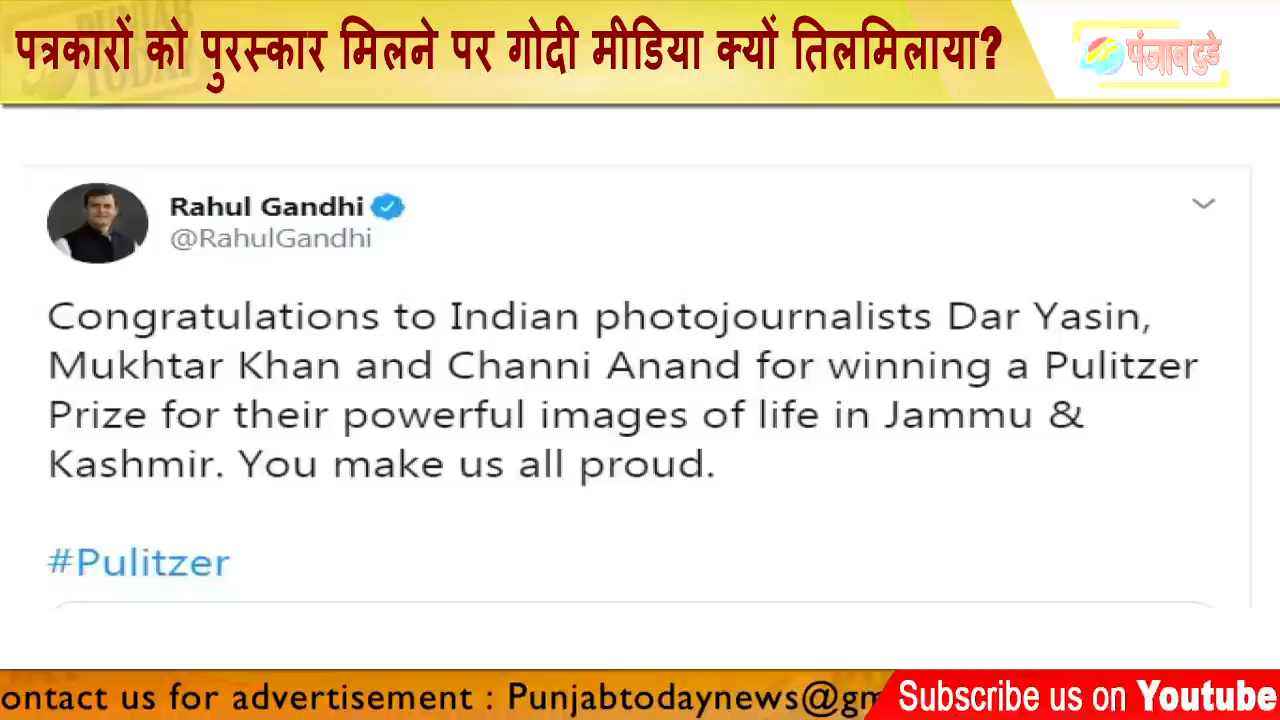 पत्रकारों को पुरस्कार मिलने पर गोदी मीडिया क्यों तिलमिलाया?
पंजाब टुडे
Rahul Gandhi
@RahulGandhi
Congratulations to Indian photojournalists Dar Yasin,
Mukhtar Khan and Channi Anand for winning a Pulitzer
Prize for their powerful images of life in Jammu &
Kashmir. You make us all proud.
#Pulitzer
ontact us for advertisement : Punjabtodaynews@gm
Subscribe us on Youtube